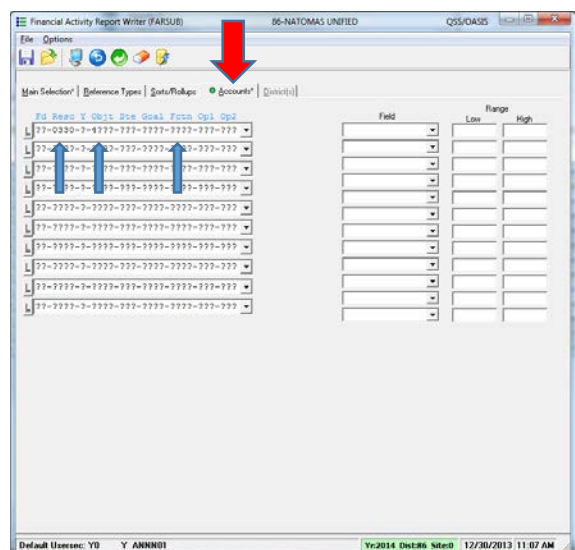 Financial Activity Report Writer (FARSUB) 86-NATOMAS UNIFIED QSS/OASIS
File Options
Main Selection* Reference Types Sorts/Rollups Accounts* District(s)
Fd Resc Y Objt Ste Goal Fctn Op1 Op2 Field Range
Low High
L ??-0330-?-4???-???-????-????-???-???
L ??-?
L ??-?
L ??-?
L ??-????-?-????-???-????-????-???-???
L ??-????-?-????-???-????-????-???-???
L ??-????-?-????-???-????-????-???-???
L ??-????-?-????-???-????-????-???-???
L ??-????-?-????-???-????-????-???-???
L ??-????-?-????-???-????-????-???-???
Default Usersec: Y0 Y ANNN01 Yr:2014 Dist:86 Site:0 12/30/2013 11:07 AM